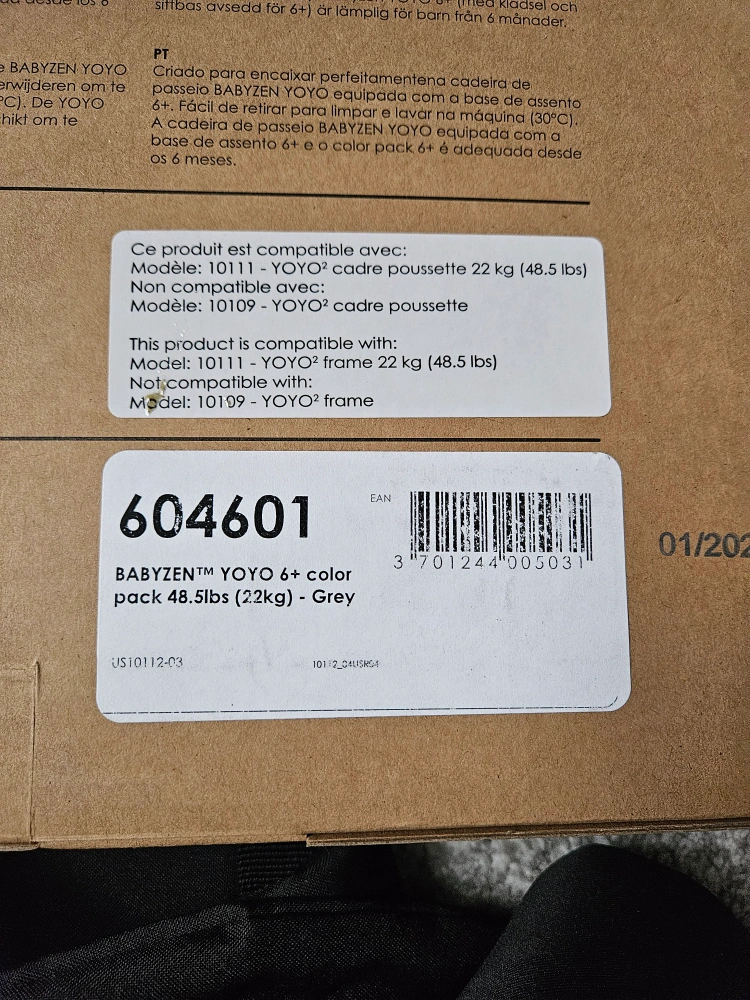 siftbas avsedd för 6+) är lämplig för barn från 6 månader.
e BABYZEN YOYO
erwijderen om te
°C). De YOYO
hikt om te
PT
Criado para encaixar perfeitamentena cadeira de
passeio BABYZEN YOYO equipada com a base de assento
6+. Fácil de retirar para limpar e lavar na máquina (30°C).
A cadeira de passeio BABYZEN YOYO equipada com a
base de assento 6+ e o color pack 6+ é adequada desde
os 6 meses.
Ce produit est compatible avec:
Modèle: 10111 - YOYO² cadre poussette 22 kg (48.5 lbs)
Non compatible avec:
Modèle: 10109 - YOYO² cadre poussette
This product is compatible with:
Model: 10111 - YOYO² frame 22 kg (48.5 lbs)
Not compatible with:
Model: 10109 - YOYO² frame
604601
EAN
3 701244 005031
BABYZEN™ YOYO 6+ color
pack 48.5lbs (22kg) - Grey
US10112-03
10112_04USR04
01/202